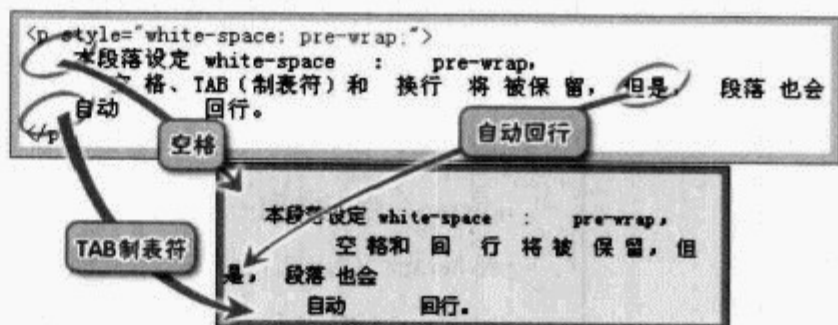 <p style="white-space: pre-wrap;">
本段落设定 white-space   :   pre-wrap,
空 格、TAB(制表符)和  换行  将 被保 留,  但是,   段落 也会
自动        回行。
</p
空格
自动回行
TAB制表符
本段落设定 white-space   :   pre-wrap,
空 格和  回   行  将 被  保 留,但
是,  段落 也会
自动        回行。